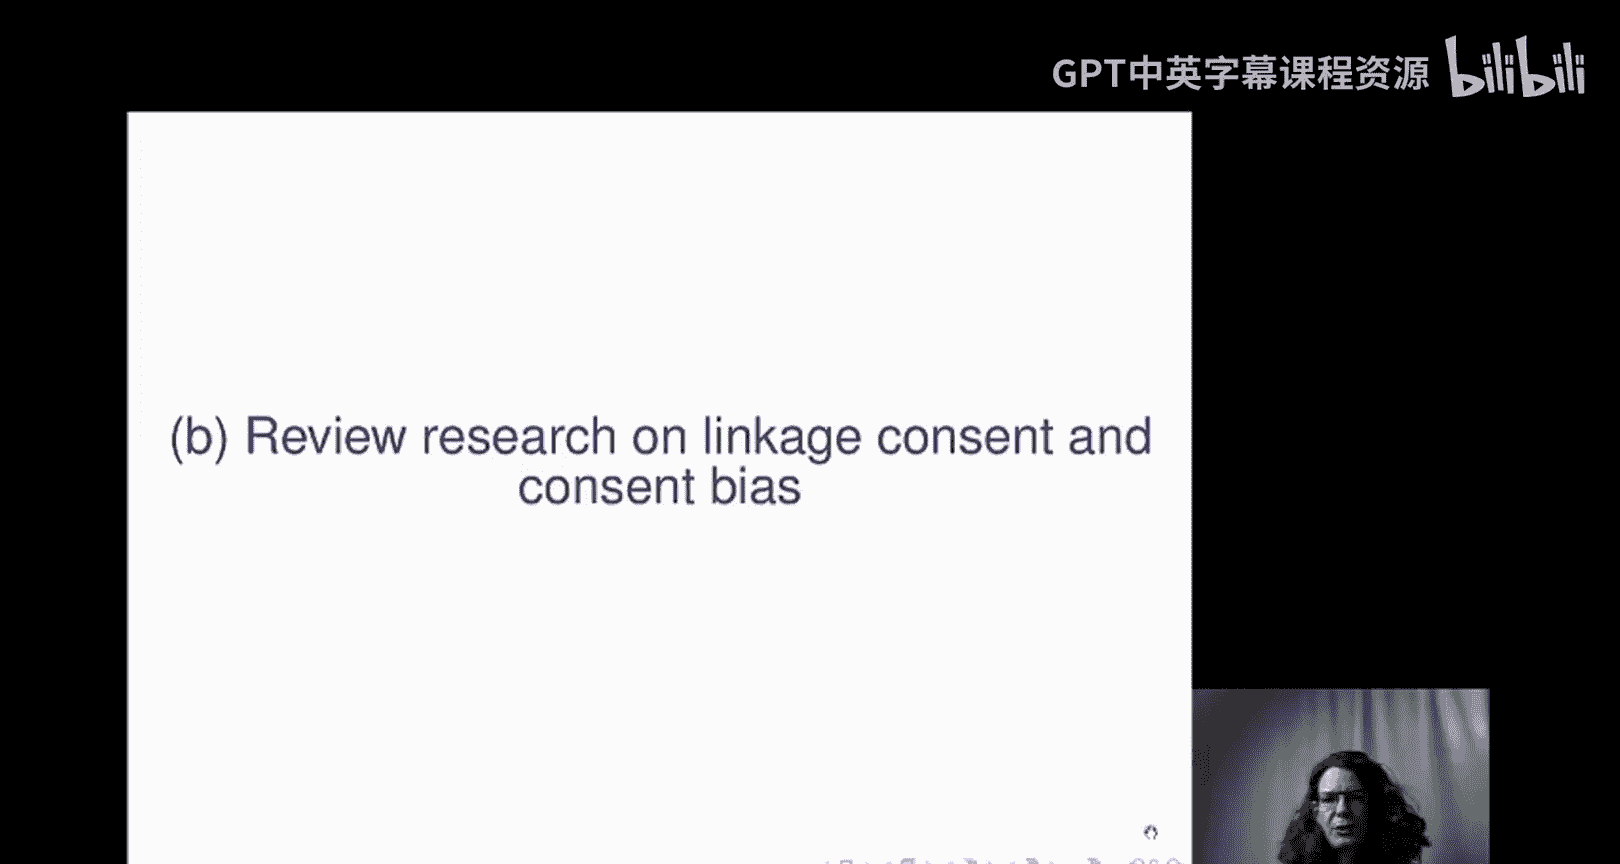 GPT中英字幕课程资源 bilibili
(b) Review research on linkage consent and
consent bias